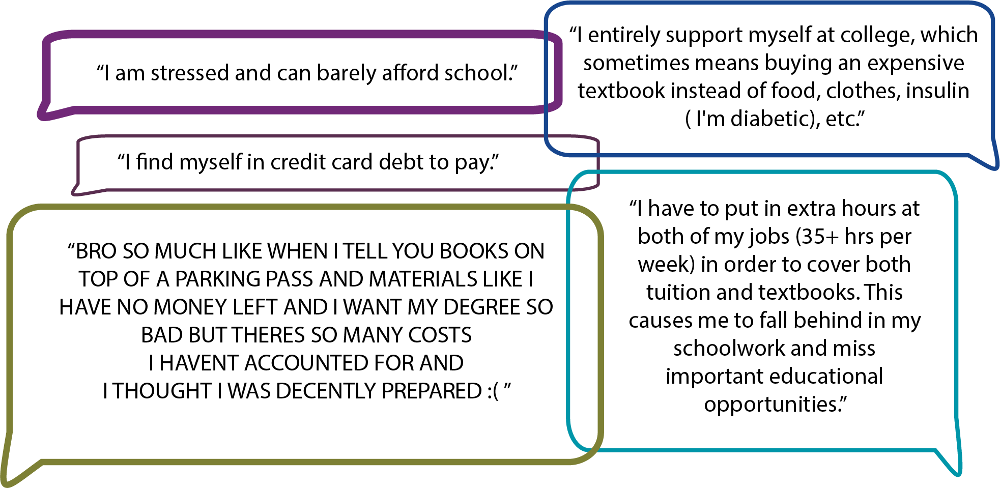 “I am stressed and can barely afford school.”
“I entirely support myself at college, which
sometimes means buying an expensive
textbook instead of food, clothes, insulin
( I'm diabetic), etc.”
“I find myself in credit card debt to pay.”
“BRO SO MUCH LIKE WHEN I TELL YOU BOOKS ON
TOP OF A PARKING PASS AND MATERIALS LIKE I
HAVE NO MONEY LEFT AND I WANT MY DEGREE SO
BAD BUT THERES SO MANY COSTS
I HAVENT ACCOUNTED FOR AND
I THOUGHT I WAS DECENTLY PREPARED :( ”
“I have to put in extra hours at
both of my jobs (35+ hrs per
week) in order to cover both
tuition and textbooks. This
causes me to fall behind in my
schoolwork and miss
important educational
opportunities.”